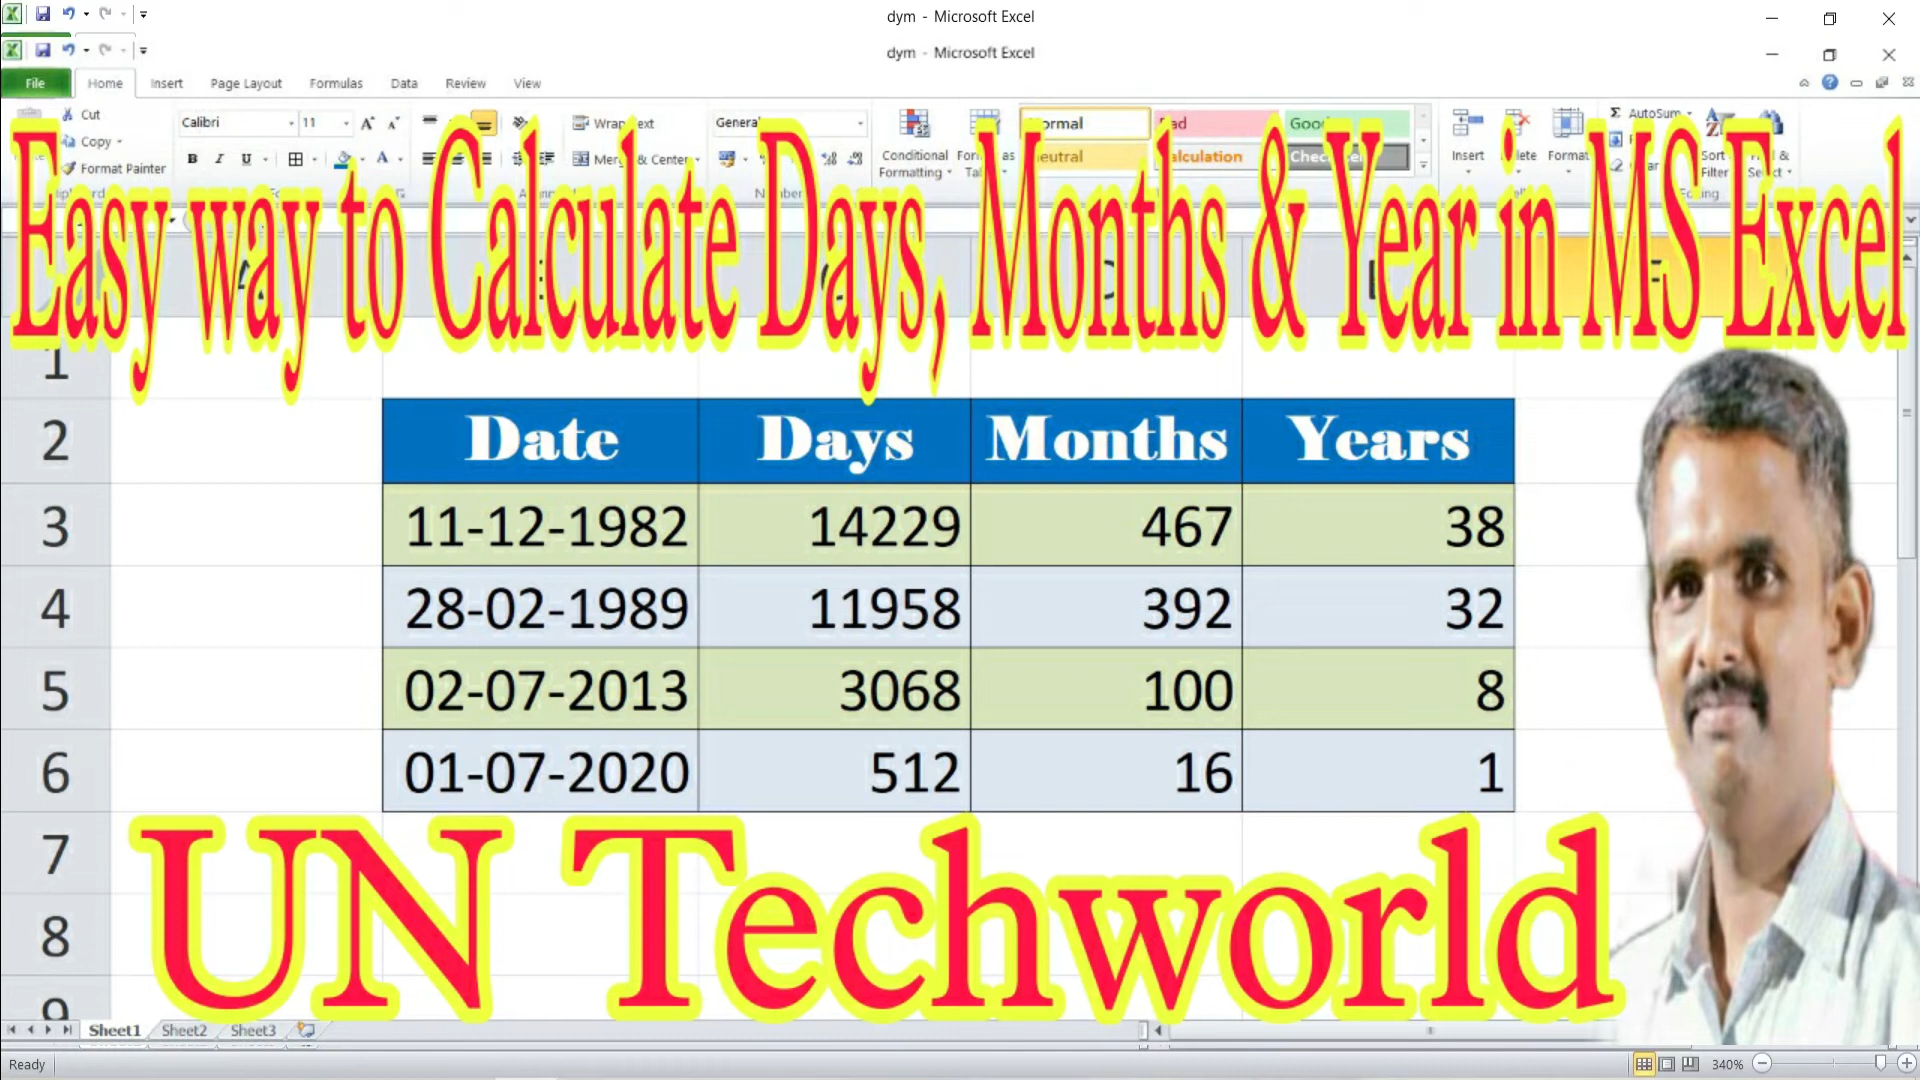 dym - Microsoft Excel
dym - Microsoft Excel
File Home Insert Page Layout Formulas Data Review View
Cut
Copy
Format Painter
Calibri 11
General
Conditional Formatting
Insert
Format
AutoSum
Easy way to Calculate Days, Months & Year in MS Excel
1
2 Date Days Months Years
3 11-12-1982 14229 467 38
4 28-02-1989 11958 392 32
5 02-07-2013 3068 100 8
6 01-07-2020 512 16 1
7
8
9
UN Techworld
Sheet1 Sheet2 Sheet3
Ready 340%